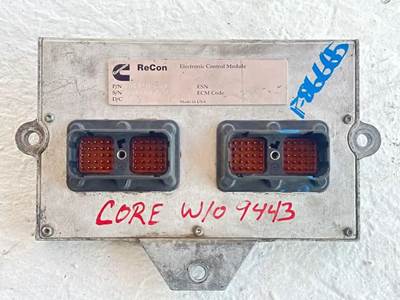 ReCon Electronic Control Module
P/N ESN
S/N ECM Code
D/C Made in USA
CORE W/O 9443